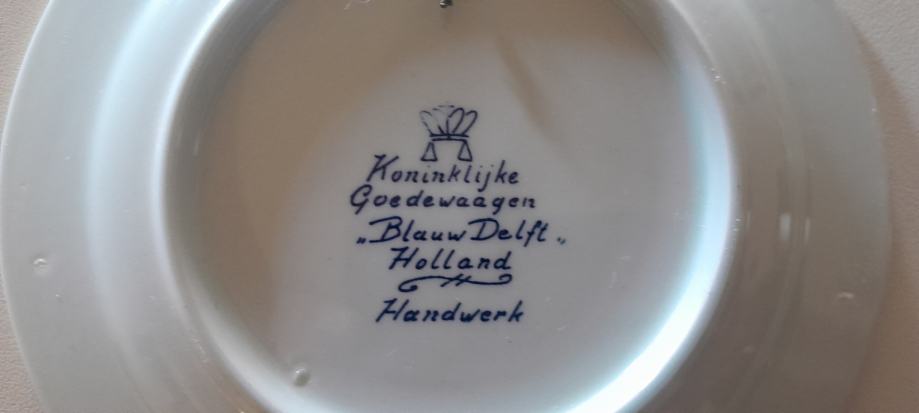 Koninklijke
Goedewaagen
„Blauw Delft„
Holland
Handwerk